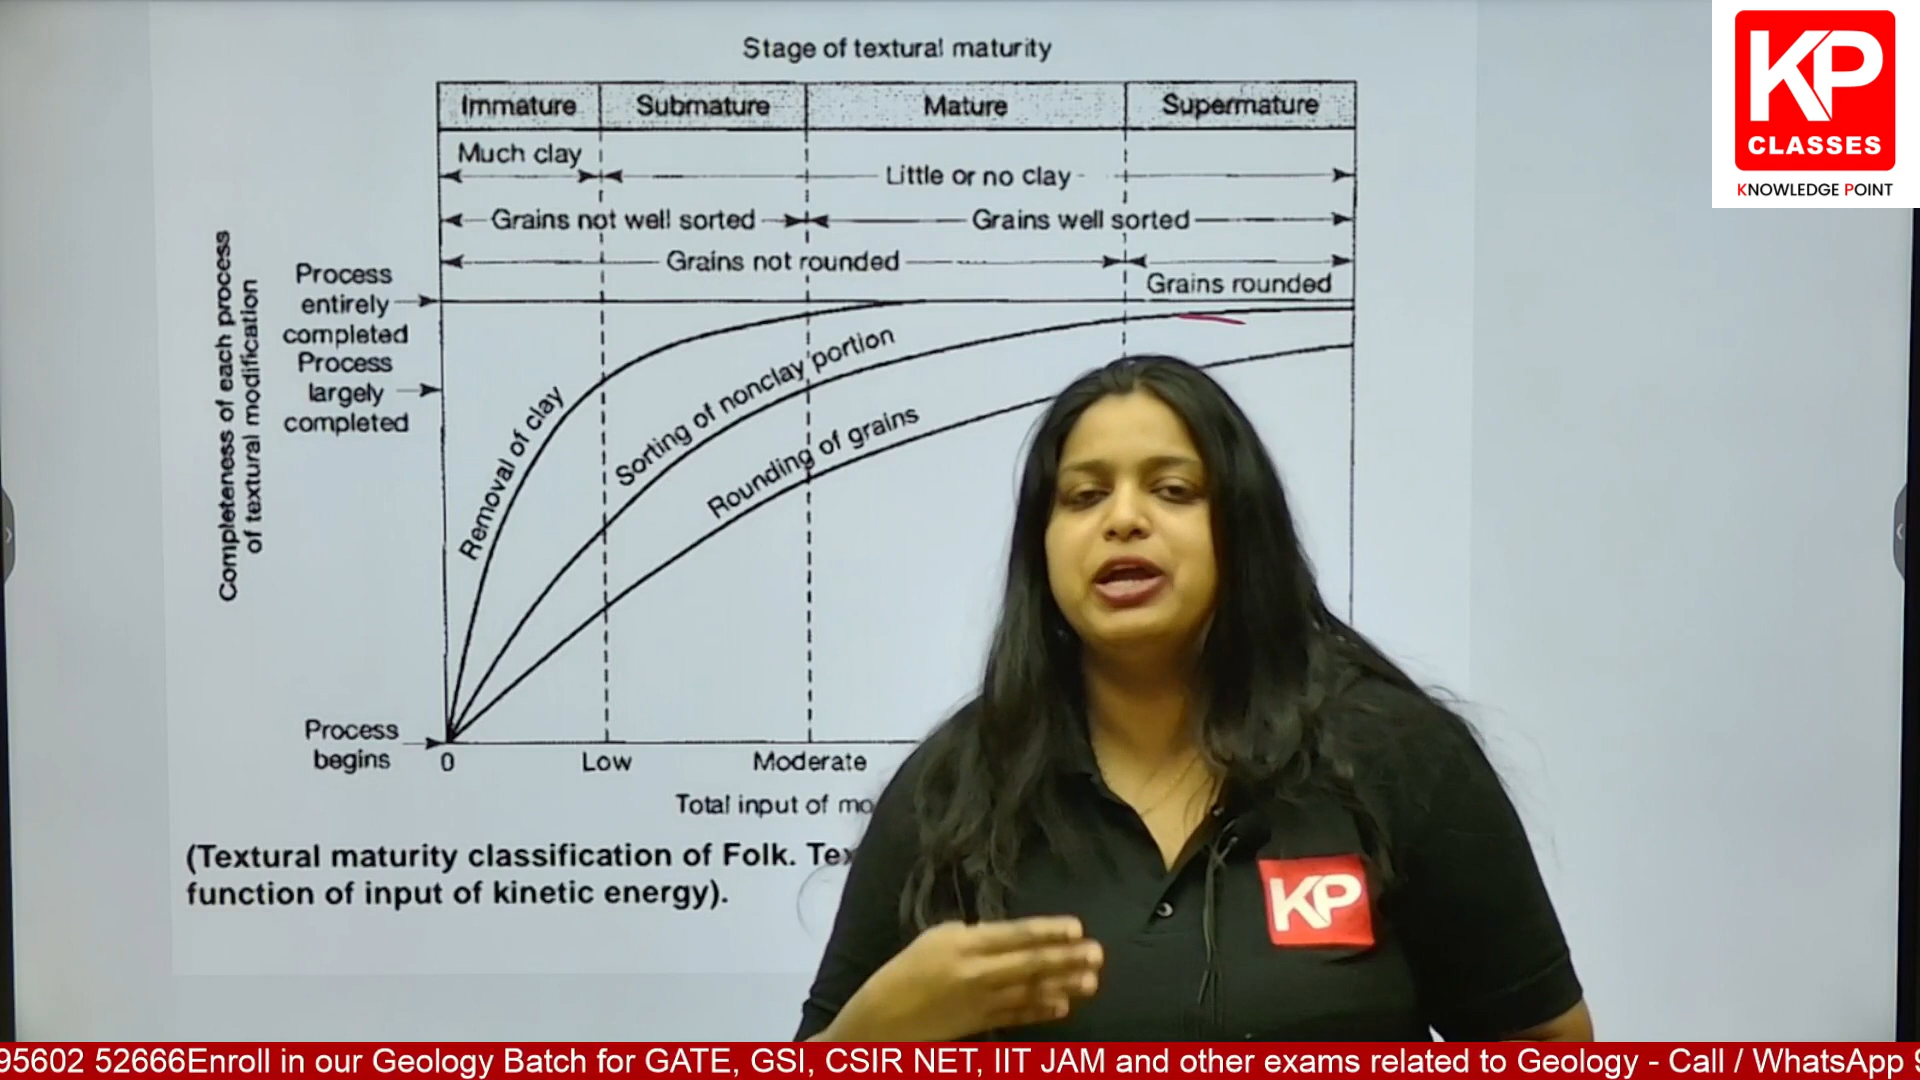 Stage of textural maturity
Immature
Submature
Mature
Supermature
Much clay
Little or no clay
Grains not well sorted
Grains well sorted
Grains not rounded
Grains rounded
Completeness of each process
of textural modification
Process
entirely
completed
Process
largely
completed
Process
begins
Removal of clay
Sorting of nonclay portion
Rounding of grains
0
Low
Moderate
Total input of
(Textural maturity classification of Folk.
function of input of kinetic energy).
KP
CLASSES
KNOWLEDGE POINT
KP
95602 52666Enroll in our Geology Batch for GATE, GSI, CSIR NET, IIT JAM and other exams related to Geology - Call / WhatsApp